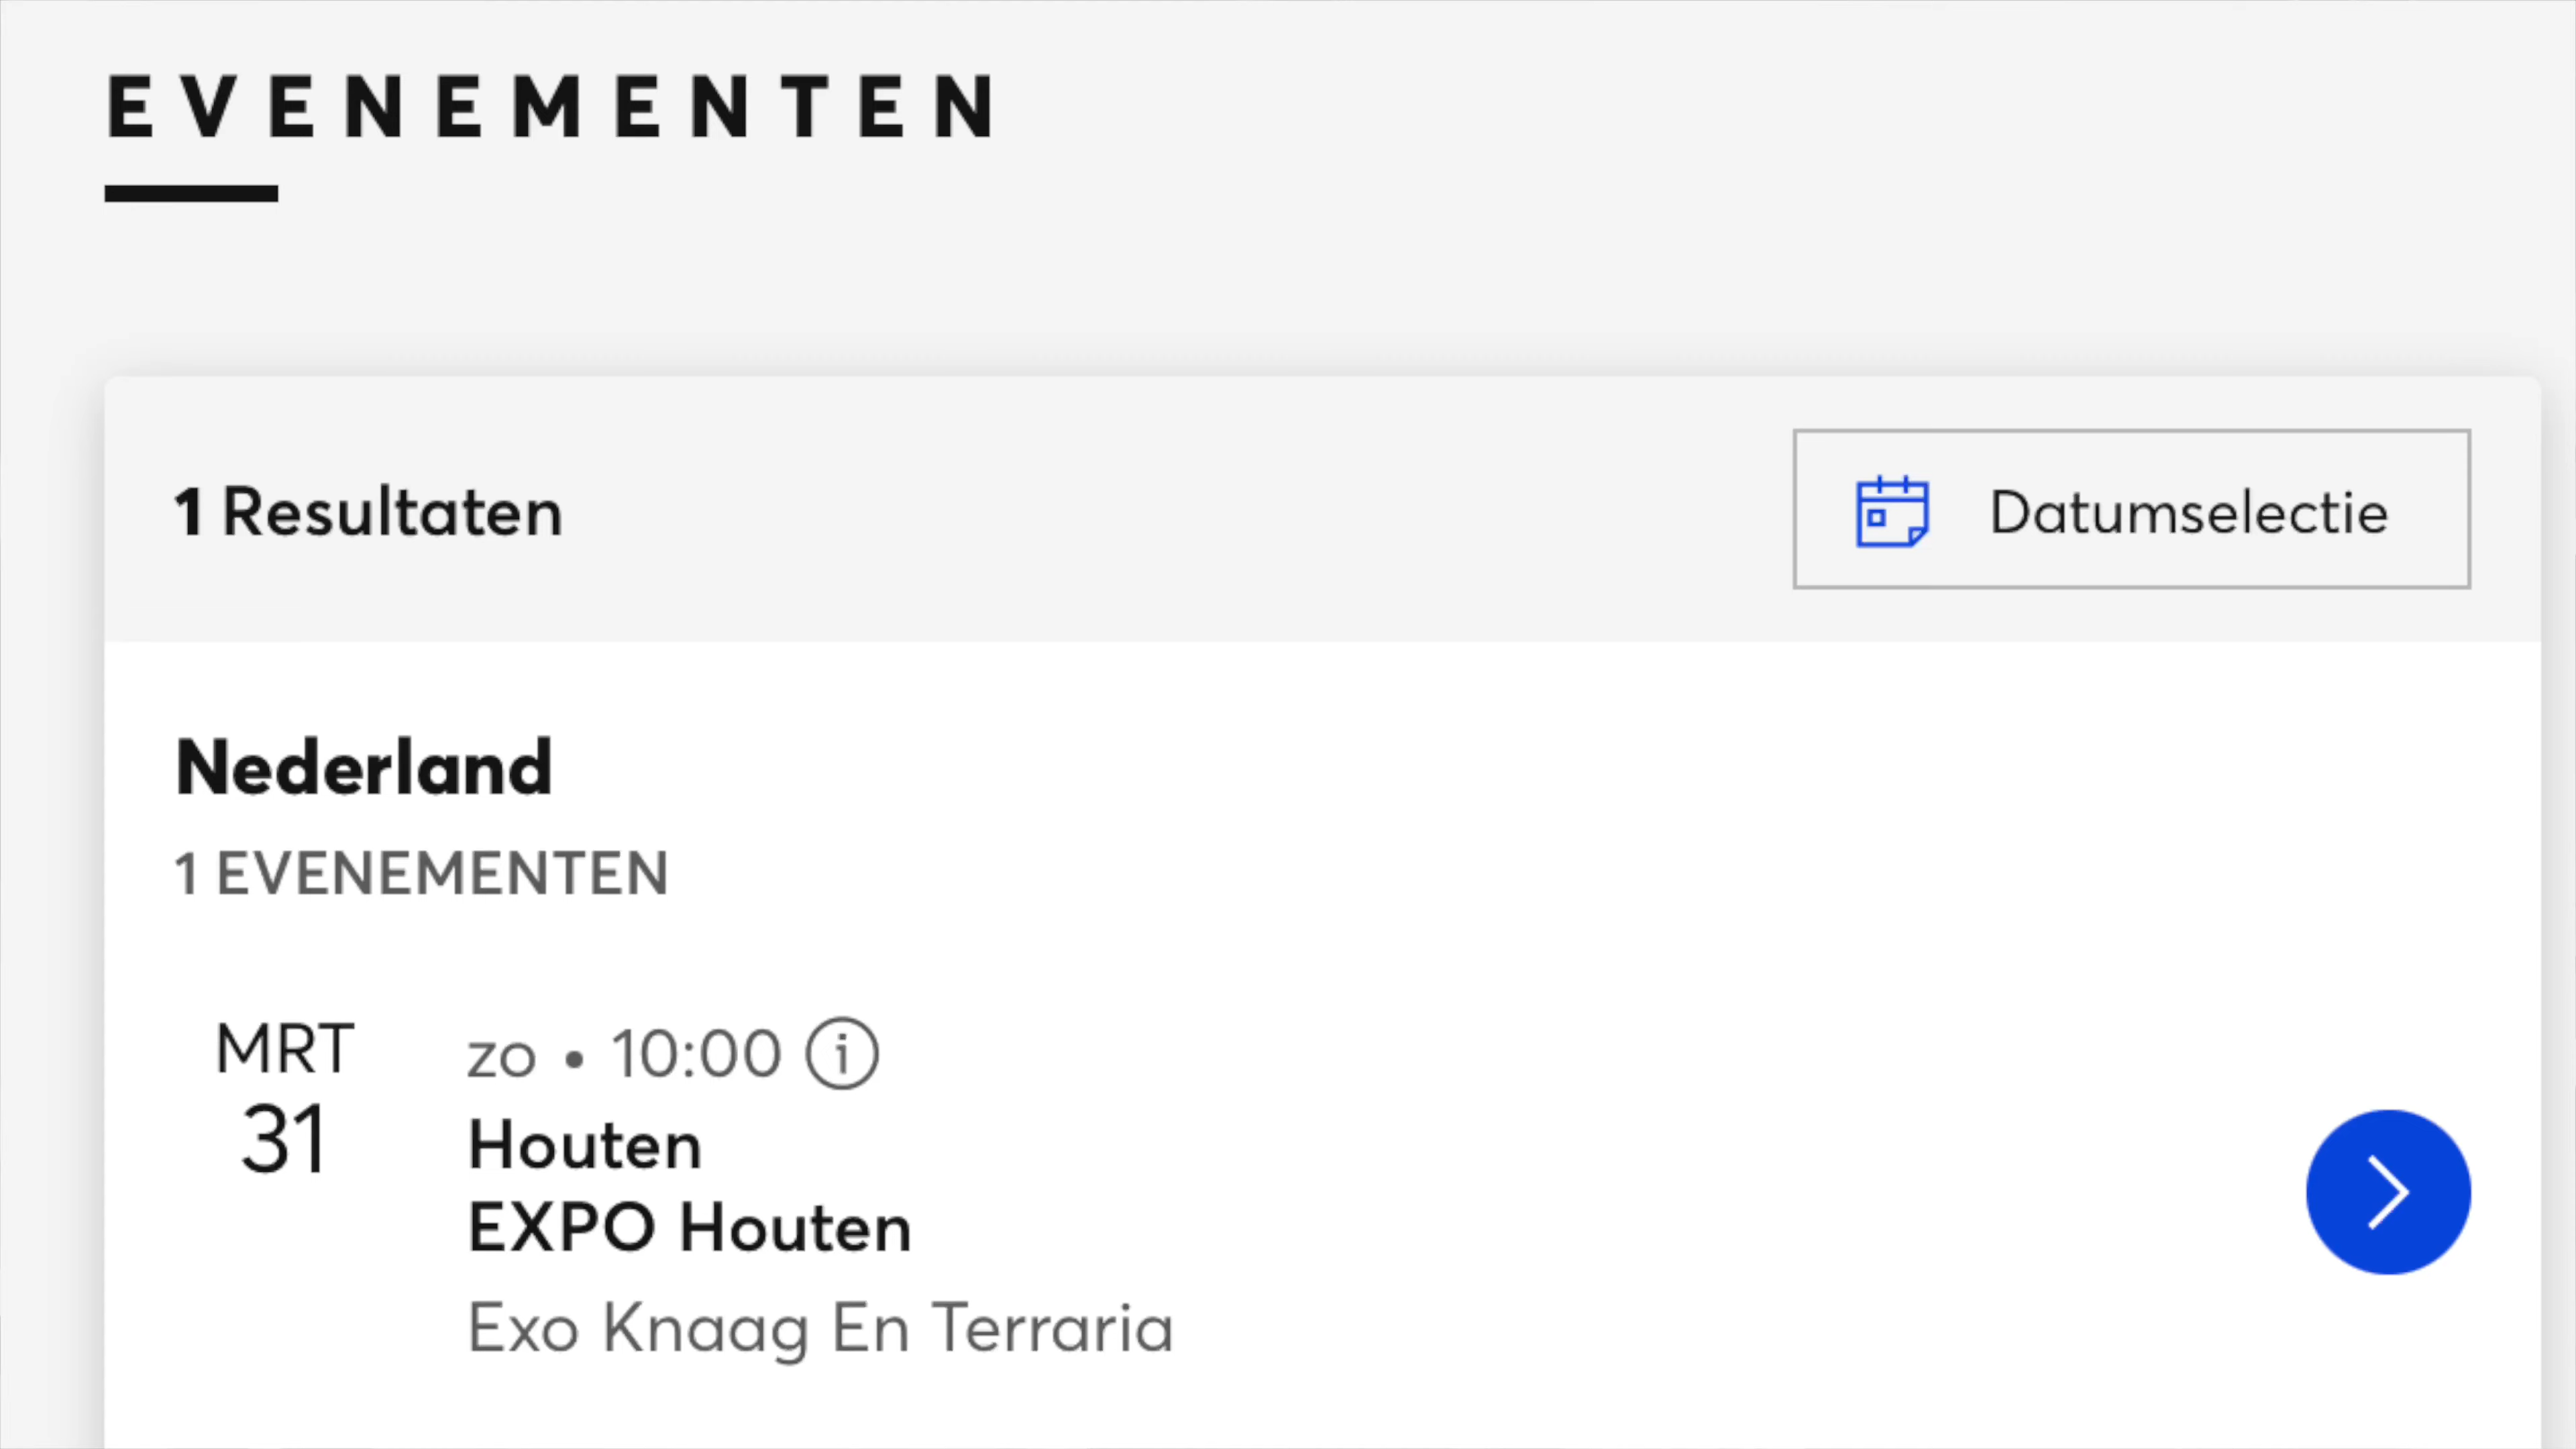 EVENEMENTEN
1 Resultaten
Datumselectie
Nederland
1 EVENEMENTEN
MRT
31
zo • 10:00
Houten
EXPO Houten
Exo Knaag En Terraria